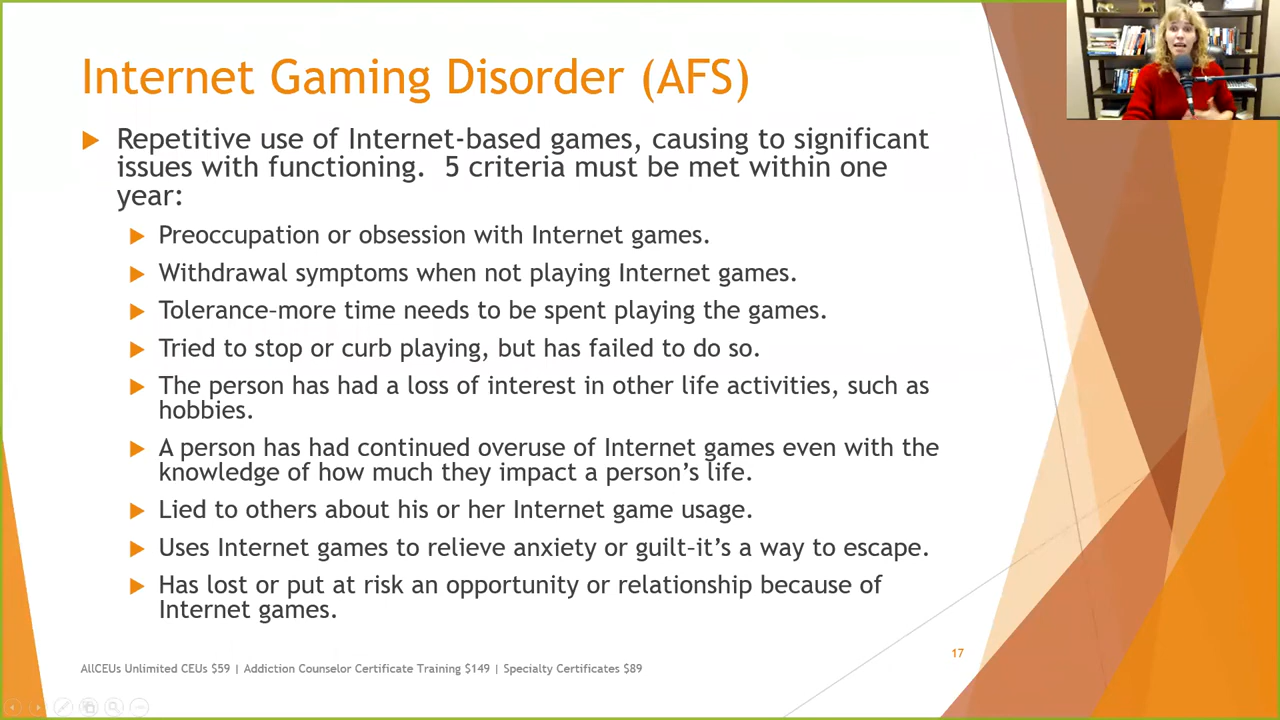 Internet Gaming Disorder (AFS)
Repetitive use of Internet-based games, causing to significant
issues with functioning. 5 criteria must be met within one
year:
Preoccupation or obsession with Internet games.
Withdrawal symptoms when not playing Internet games.
Tolerance–more time needs to be spent playing the games.
Tried to stop or curb playing, but has failed to do so.
The person has had a loss of interest in other life activities, such as
hobbies.
A person has had continued overuse of Internet games even with the
knowledge of how much they impact a person’s life.
Lied to others about his or her Internet game usage.
Uses Internet games to relieve anxiety or guilt–it’s a way to escape.
Has lost or put at risk an opportunity or relationship because of
Internet games.
17
AllCEUs Unlimited CEUs $59 | Addiction Counselor Certificate Training $149 | Specialty Certificates $89